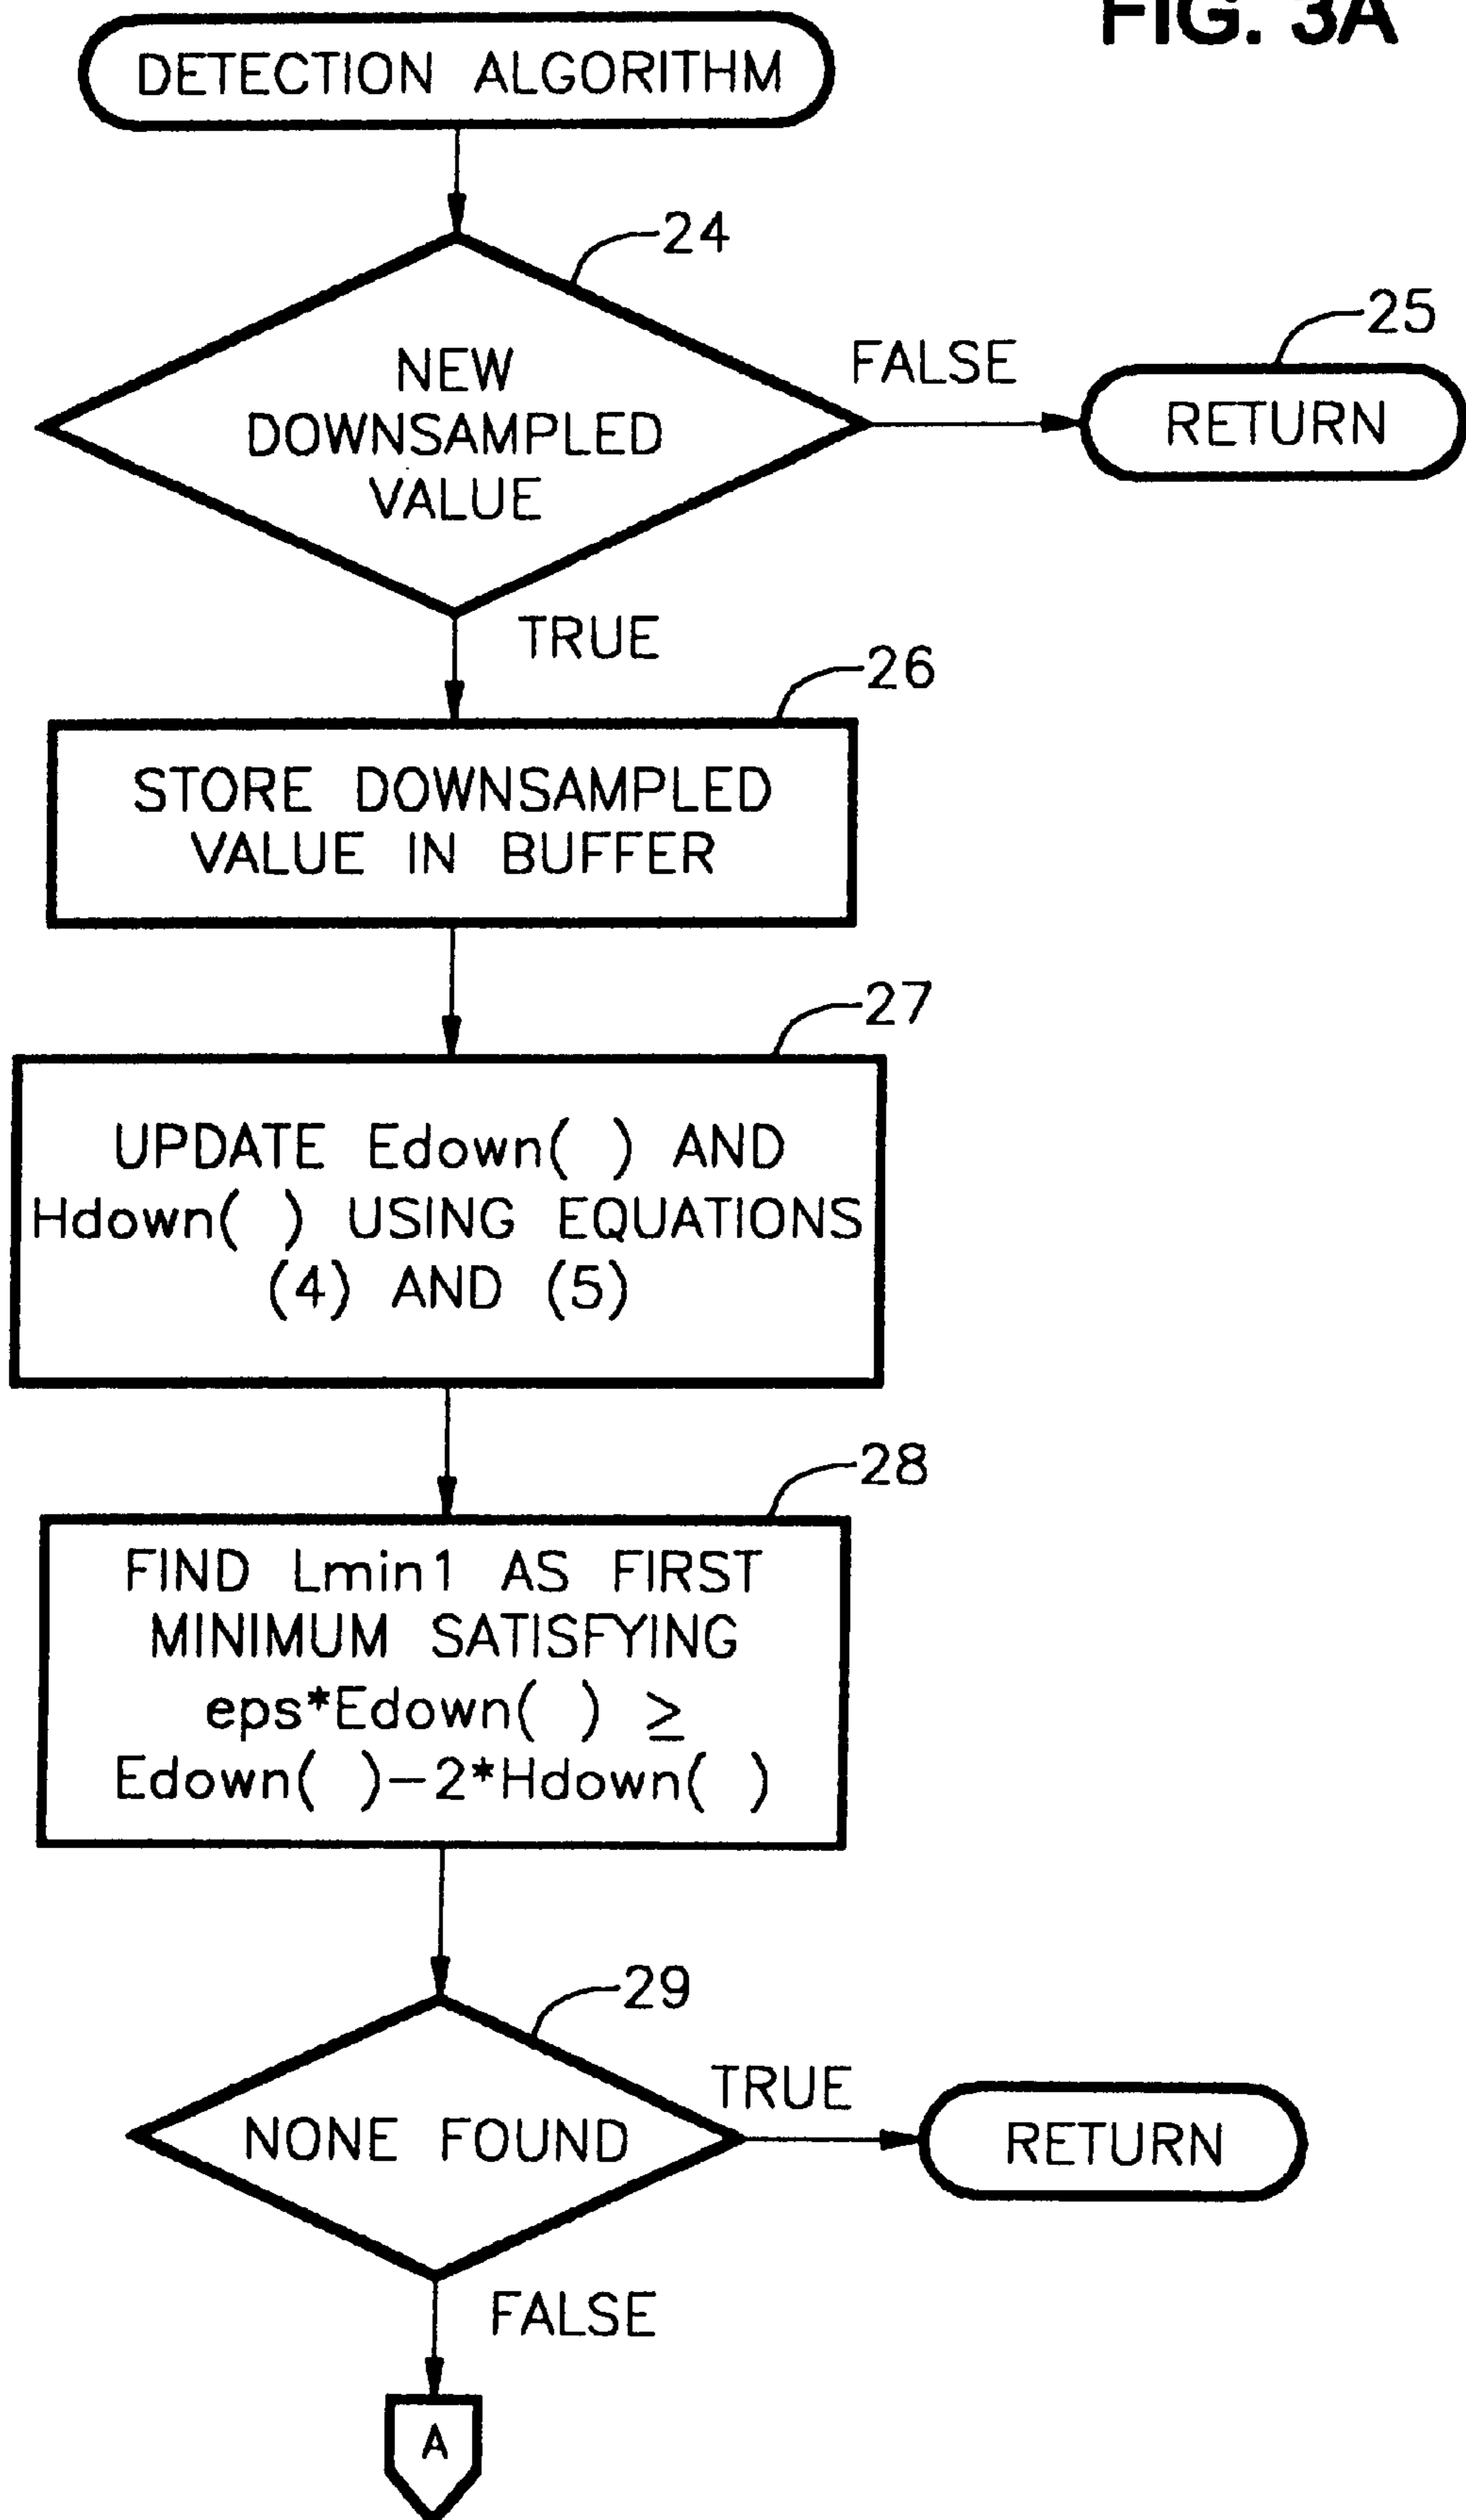 FIG. 3A
DETECTION ALGORITHM
24
NEW
DOWNSAMPLED
VALUE
FALSE
25
RETURN
TRUE
26
STORE DOWNSAMPLED
VALUE IN BUFFER
27
UPDATE Edown( ) AND
Hdown( ) USING EQUATIONS
(4) AND (5)
28
FIND Lmin1 AS FIRST
MINIMUM SATISFYING
eps*Edown( ) ≥
Edown( )-2*Hdown( )
29
NONE FOUND
TRUE
RETURN
FALSE
A